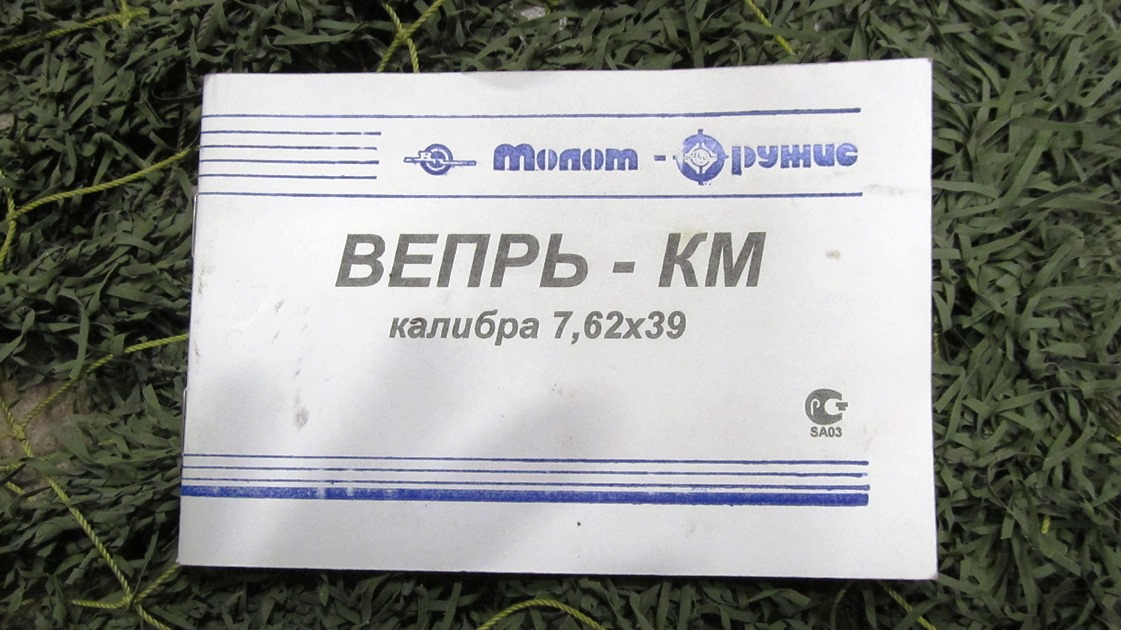 Молот - Оружие
ВЕПРЬ - КМ
калибра 7,62х39
SA03